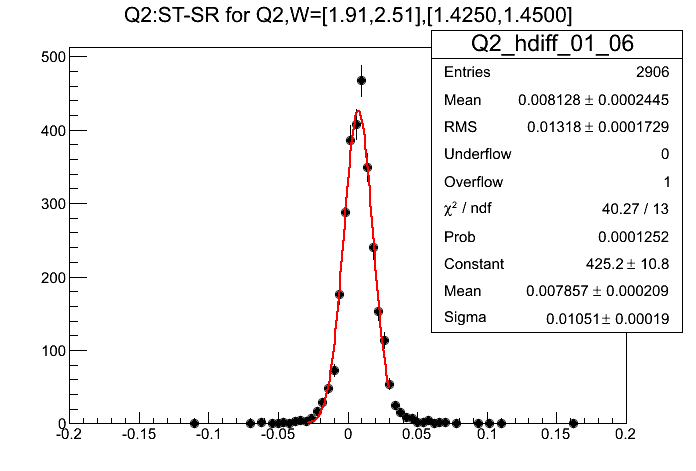 Q2:ST-SR for Q2,W=[1.91,2.51],[1.4250,1.4500]
Q2_hdiff_01_06
Entries 2906
Mean 0.008128 ± 0.0002445
RMS 0.01318 ± 0.0001729
Underflow 0
Overflow 1
χ² / ndf 40.27 / 13
Prob 0.0001252
Constant 425.2 ± 10.8
Mean 0.007857 ± 0.000209
Sigma 0.01051 ± 0.00019
500
400
300
200
100
0
-0.2 -0.15 -0.1 -0.05 0 0.05 0.1 0.15 0.2